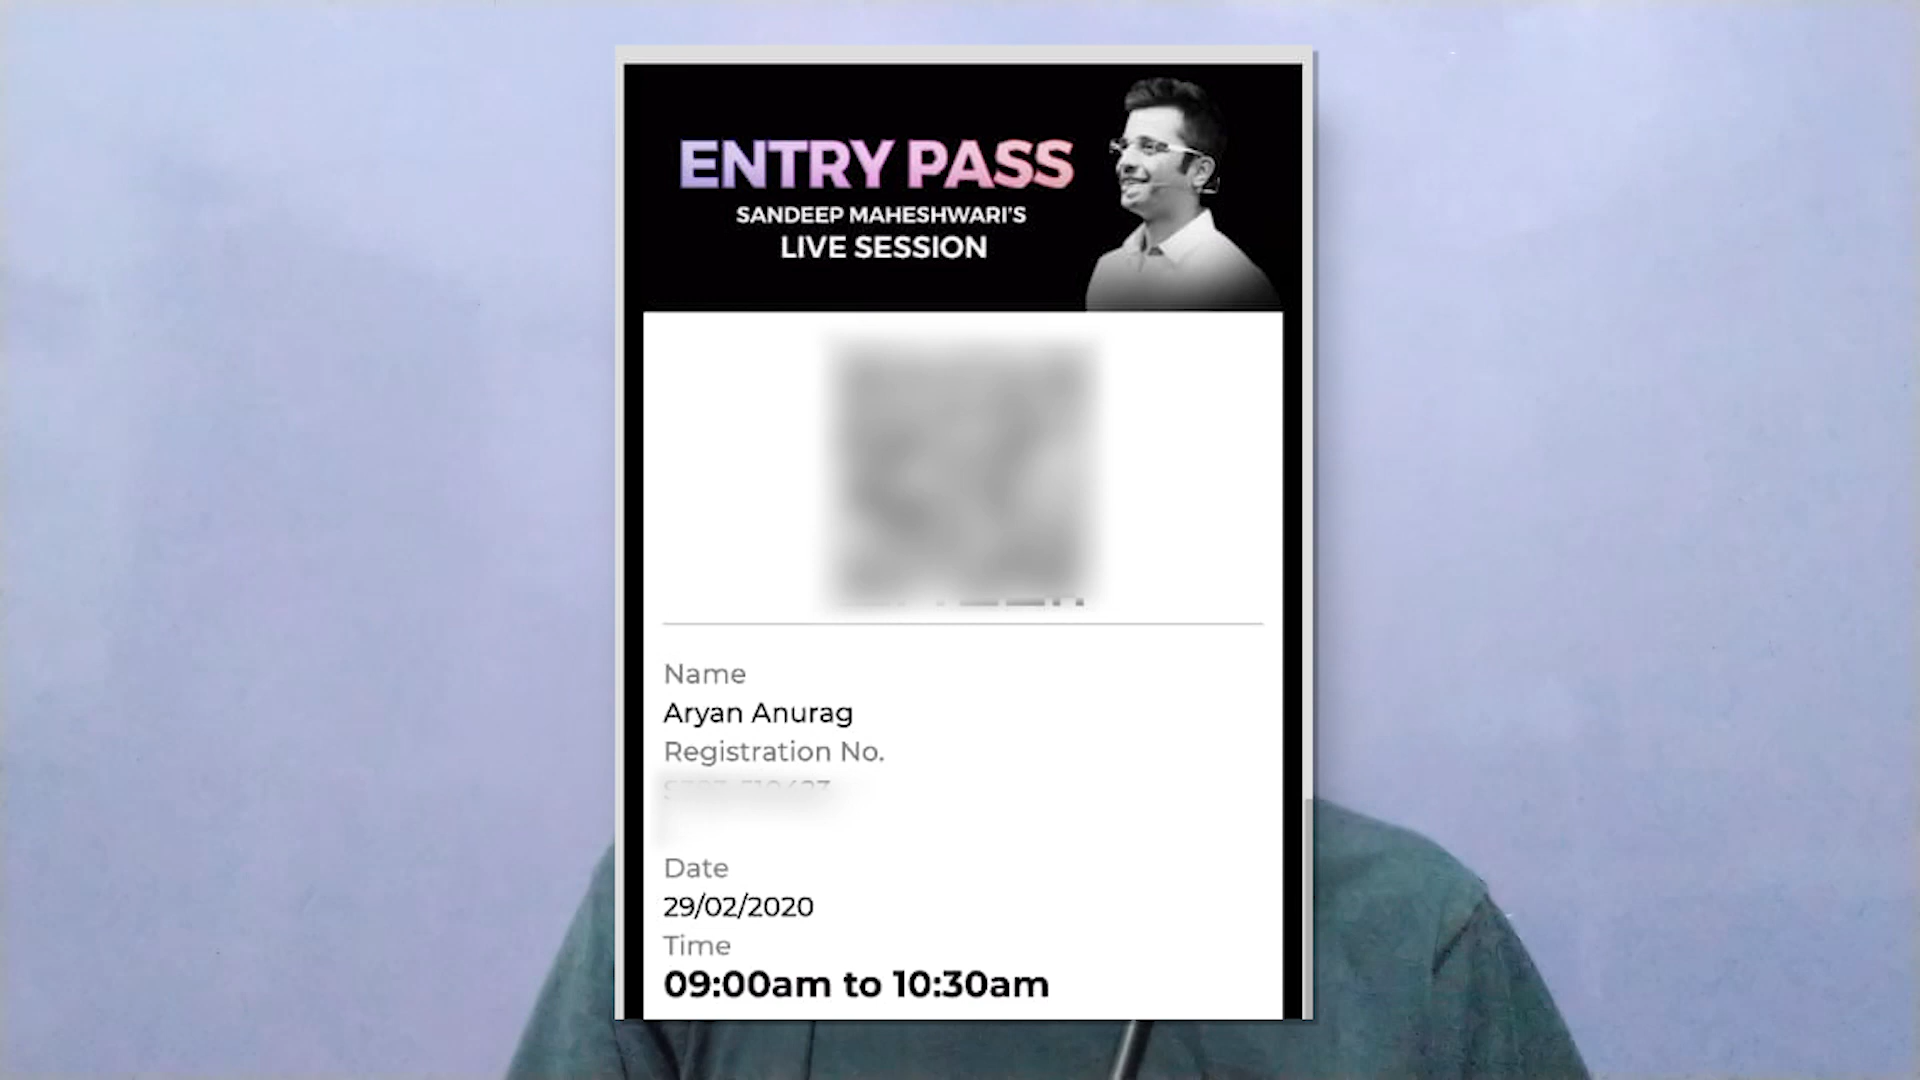 ENTRY PASS
SANDEEP MAHESHWARI'S
LIVE SESSION
Name
Aryan Anurag
Registration No.
Date
29/02/2020
Time
09:00am to 10:30am